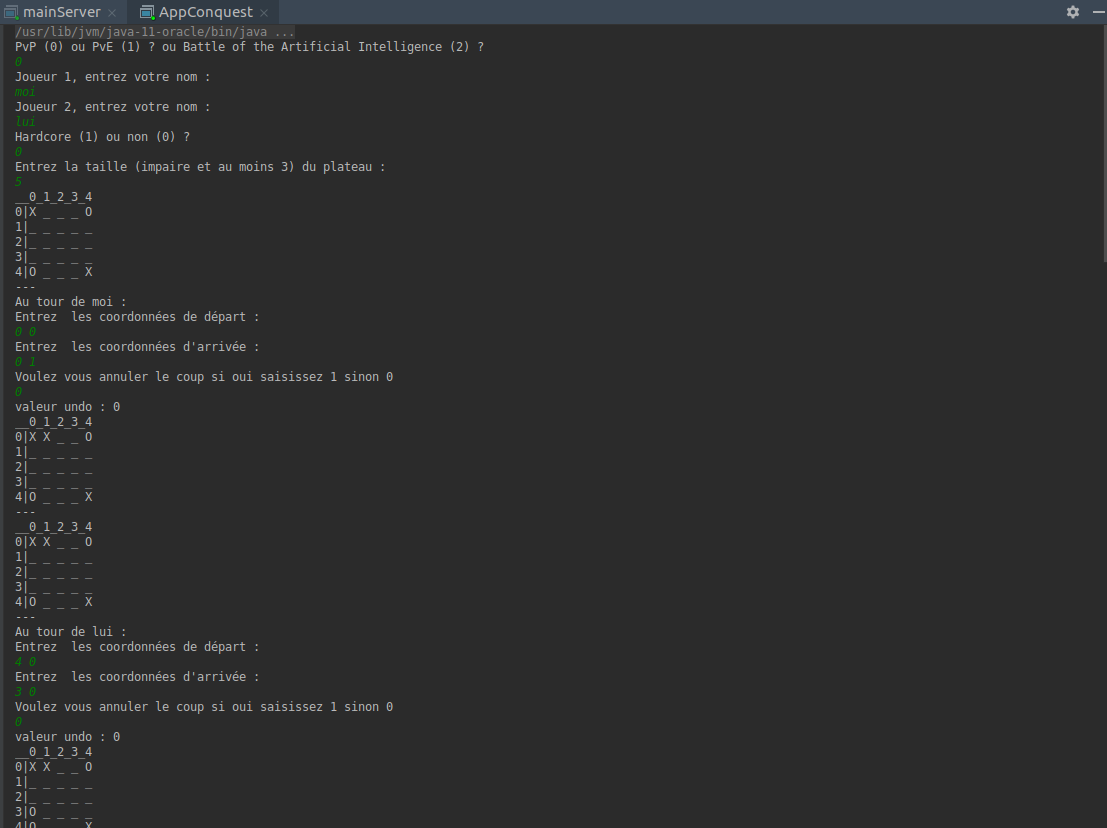 mainServer × AppConquest ×
/usr/lib/jvm/java-11-oracle/bin/java ...
PvP (0) ou PvE (1) ? ou Battle of the Artificial Intelligence (2) ?
0
Joueur 1, entrez votre nom :
moi
Joueur 2, entrez votre nom :
lui
Hardcore (1) ou non (0) ?
0
Entrez la taille (impaire et au moins 3) du plateau :
5
__0_1_2_3_4
0|X _ _ _ O
1|_ _ _ _ _
2|_ _ _ _ _
3|_ _ _ _ _
4|O _ _ _ X
---
Au tour de moi :
Entrez  les coordonnées de départ :
0 0
Entrez  les coordonnées d'arrivée :
0 1
Voulez vous annuler le coup si oui saisissez 1 sinon 0
0
valeur undo : 0
__0_1_2_3_4
0|X X _ _ O
1|_ _ _ _ _
2|_ _ _ _ _
3|_ _ _ _ _
4|O _ _ _ X
---
__0_1_2_3_4
0|X X _ _ O
1|_ _ _ _ _
2|_ _ _ _ _
3|_ _ _ _ _
4|O _ _ _ X
---
Au tour de lui :
Entrez  les coordonnées de départ :
4 0
Entrez  les coordonnées d'arrivée :
3 0
Voulez vous annuler le coup si oui saisissez 1 sinon 0
0
valeur undo : 0
__0_1_2_3_4
0|X X _ _ O
1|_ _ _ _ _
2|_ _ _ _ _
3|O _ _ _ _
4|O _ _ _ X